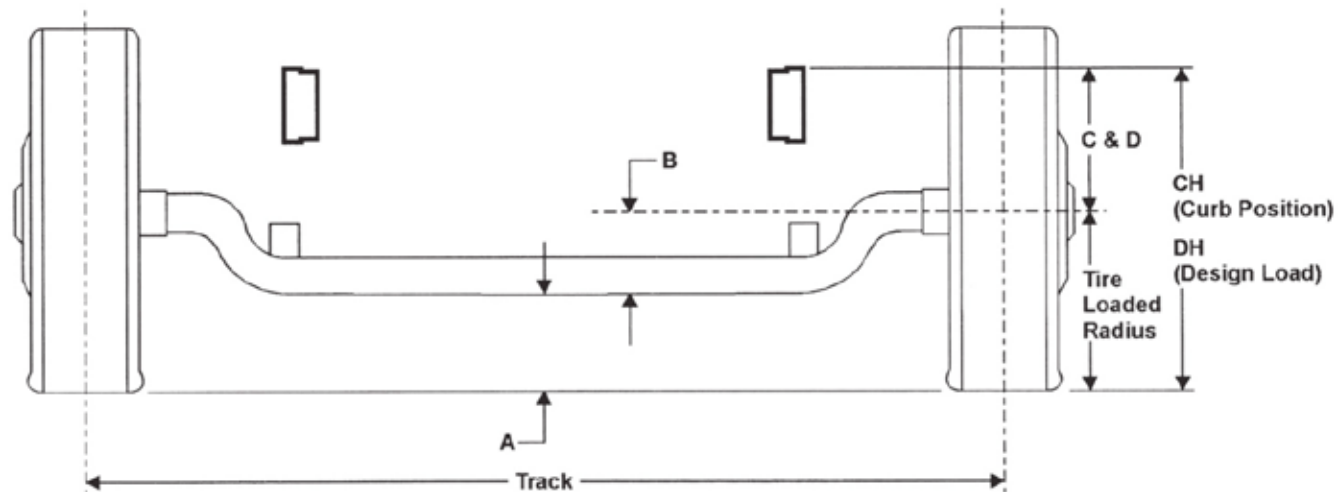 B
C & D
CH
(Curb Position)
DH
(Design Load)
Tire
Loaded
Radius
A
Track